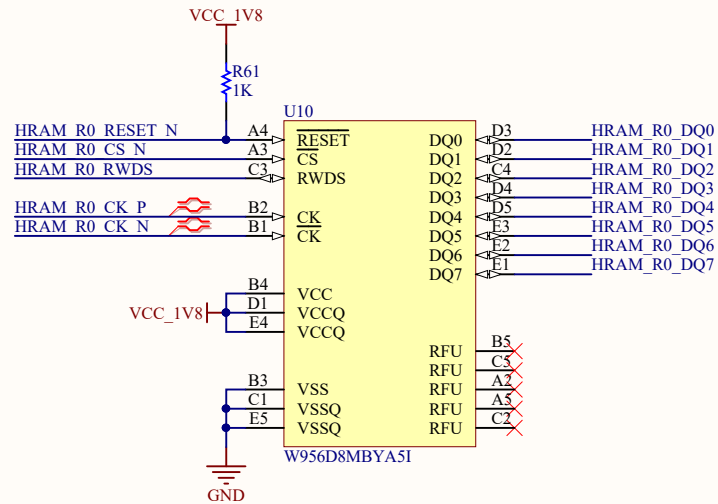 VCC_1V8
R61
1K
U10
HRAM_R0_RESET_N A4 RESET DQ0 D3 HRAM_R0_DQ0
HRAM_R0_CS_N A3 CS DQ1 D2 HRAM_R0_DQ1
HRAM_R0_RWDS C3 RWDS DQ2 C4 HRAM_R0_DQ2
DQ3 D4 HRAM_R0_DQ3
HRAM_R0_CK_P B2 CK DQ4 D5 HRAM_R0_DQ4
HRAM_R0_CK_N B1 CK DQ5 E3 HRAM_R0_DQ5
DQ6 E2 HRAM_R0_DQ6
DQ7 E1 HRAM_R0_DQ7
B4 VCC
VCC_1V8 D1 VCCQ
E4 VCCQ
RFU B5
RFU C5
B3 VSS RFU A2
C1 VSSQ RFU A5
E5 VSSQ RFU C2
W956D8MBYA5I
GND